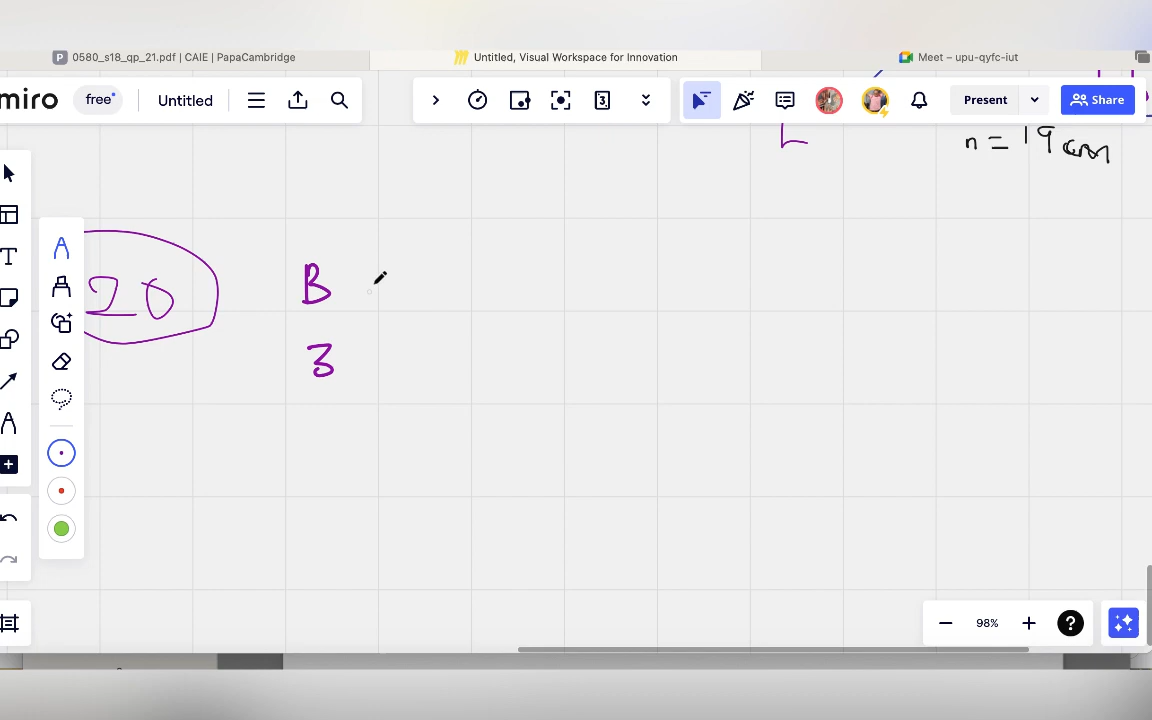 P 0580_s18_qp_21.pdf | CAIE | PapaCambridge
Untitled, Visual Workspace for Innovation
Meet – upu-qyfc-iut
miro
free
Untitled
3
Present
Share
n = 19 cm
20
B
3
98%
?